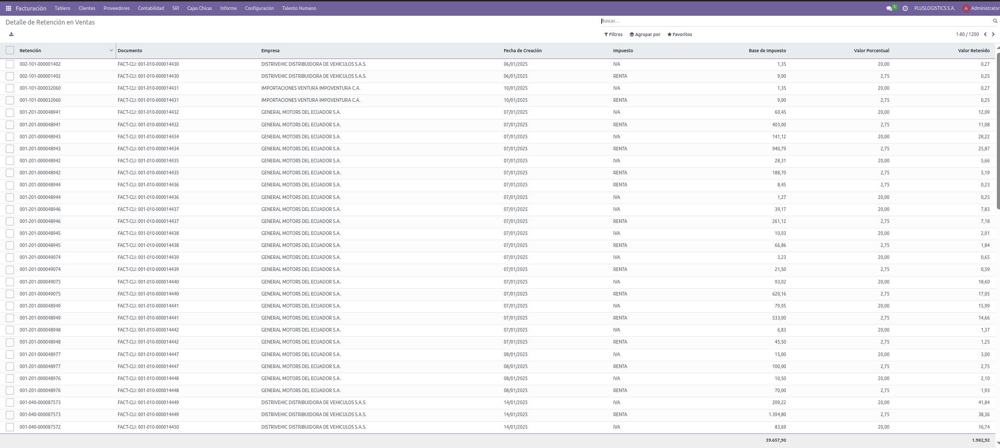 Facturación Tablero Clientes Proveedores Contabilidad SRI Cajas Chicas Informe Configuración Talento Humano 5 PLUSLOGISTICS S.A. A Administrator
Detalle de Retención en Ventas Buscar...
Filtros Agrupar por Favoritos 1-80 / 1200
Retención Documento Empresa Fecha de Creación Impuesto Base de Impuesto Valor Porcentual Valor Retenido
002-101-000001402 FACT-CLI: 001-010-000014430 DISTRIVEHIC DISTRIBUIDORA DE VEHICULOS S.A.S. 06/01/2025 IVA 1,35 20,00 0,27
002-101-000001402 FACT-CLI: 001-010-000014430 DISTRIVEHIC DISTRIBUIDORA DE VEHICULOS S.A.S. 06/01/2025 RENTA 9,00 2,75 0,25
001-101-000032060 FACT-CLI: 001-010-000014431 IMPORTACIONES VENTURA IMPOVENTURA C.A. 10/01/2025 IVA 1,35 20,00 0,27
001-101-000032060 FACT-CLI: 001-010-000014431 IMPORTACIONES VENTURA IMPOVENTURA C.A. 10/01/2025 RENTA 9,00 2,75 0,25
001-201-000048941 FACT-CLI: 001-010-000014432 GENERAL MOTORS DEL ECUADOR S.A. 07/01/2025 IVA 60,45 20,00 12,09
001-201-000048941 FACT-CLI: 001-010-000014432 GENERAL MOTORS DEL ECUADOR S.A. 07/01/2025 RENTA 403,00 2,75 11,08
001-201-000048943 FACT-CLI: 001-010-000014434 GENERAL MOTORS DEL ECUADOR S.A. 07/01/2025 IVA 141,12 20,00 28,22
001-201-000048943 FACT-CLI: 001-010-000014434 GENERAL MOTORS DEL ECUADOR S.A. 07/01/2025 RENTA 940,79 2,75 25,87
001-201-000048942 FACT-CLI: 001-010-000014435 GENERAL MOTORS DEL ECUADOR S.A. 07/01/2025 IVA 28,31 20,00 5,66
001-201-000048942 FACT-CLI: 001-010-000014435 GENERAL MOTORS DEL ECUADOR S.A. 07/01/2025 RENTA 188,70 2,75 5,19
001-201-000048944 FACT-CLI: 001-010-000014436 GENERAL MOTORS DEL ECUADOR S.A. 07/01/2025 RENTA 8,45 2,75 0,23
001-201-000048944 FACT-CLI: 001-010-000014436 GENERAL MOTORS DEL ECUADOR S.A. 07/01/2025 IVA 1,27 20,00 0,25
001-201-000048946 FACT-CLI: 001-010-000014437 GENERAL MOTORS DEL ECUADOR S.A. 07/01/2025 IVA 39,17 20,00 7,83
001-201-000048946 FACT-CLI: 001-010-000014437 GENERAL MOTORS DEL ECUADOR S.A. 07/01/2025 RENTA 261,12 2,75 7,18
001-201-000048945 FACT-CLI: 001-010-000014438 GENERAL MOTORS DEL ECUADOR S.A. 07/01/2025 IVA 10,03 20,00 2,01
001-201-000048945 FACT-CLI: 001-010-000014438 GENERAL MOTORS DEL ECUADOR S.A. 07/01/2025 RENTA 66,86 2,75 1,84
001-201-000049074 FACT-CLI: 001-010-000014439 GENERAL MOTORS DEL ECUADOR S.A. 07/01/2025 IVA 3,23 20,00 0,65
001-201-000049074 FACT-CLI: 001-010-000014439 GENERAL MOTORS DEL ECUADOR S.A. 07/01/2025 RENTA 21,50 2,75 0,59
001-201-000049075 FACT-CLI: 001-010-000014440 GENERAL MOTORS DEL ECUADOR S.A. 07/01/2025 IVA 93,02 20,00 18,60
001-201-000049075 FACT-CLI: 001-010-000014440 GENERAL MOTORS DEL ECUADOR S.A. 07/01/2025 RENTA 620,16 2,75 17,05
001-201-000048949 FACT-CLI: 001-010-000014441 GENERAL MOTORS DEL ECUADOR S.A. 07/01/2025 IVA 79,95 20,00 15,99
001-201-000048949 FACT-CLI: 001-010-000014441 GENERAL MOTORS DEL ECUADOR S.A. 07/01/2025 RENTA 533,00 2,75 14,66
001-201-000048948 FACT-CLI: 001-010-000014442 GENERAL MOTORS DEL ECUADOR S.A. 07/01/2025 IVA 6,83 20,00 1,37
001-201-000048948 FACT-CLI: 001-010-000014442 GENERAL MOTORS DEL ECUADOR S.A. 07/01/2025 RENTA 45,50 2,75 1,25
001-201-000048977 FACT-CLI: 001-010-000014447 GENERAL MOTORS DEL ECUADOR S.A. 08/01/2025 IVA 15,00 20,00 3,00
001-201-000048977 FACT-CLI: 001-010-000014447 GENERAL MOTORS DEL ECUADOR S.A. 08/01/2025 RENTA 100,00 2,75 2,75
001-201-000048976 FACT-CLI: 001-010-000014448 GENERAL MOTORS DEL ECUADOR S.A. 08/01/2025 IVA 10,50 20,00 2,10
001-201-000048976 FACT-CLI: 001-010-000014448 GENERAL MOTORS DEL ECUADOR S.A. 08/01/2025 RENTA 70,00 2,75 1,93
001-040-000087573 FACT-CLI: 001-010-000014449 DISTRIVEHIC DISTRIBUIDORA DE VEHICULOS S.A.S. 14/01/2025 IVA 209,22 20,00 41,84
001-040-000087573 FACT-CLI: 001-010-000014449 DISTRIVEHIC DISTRIBUIDORA DE VEHICULOS S.A.S. 14/01/2025 RENTA 1.394,80 2,75 38,36
001-040-000087572 FACT-CLI: 001-010-000014450 DISTRIVEHIC DISTRIBUIDORA DE VEHICULOS S.A.S. 14/01/2025 IVA 83,69 20,00 16,74
39.657,90 1.982,92